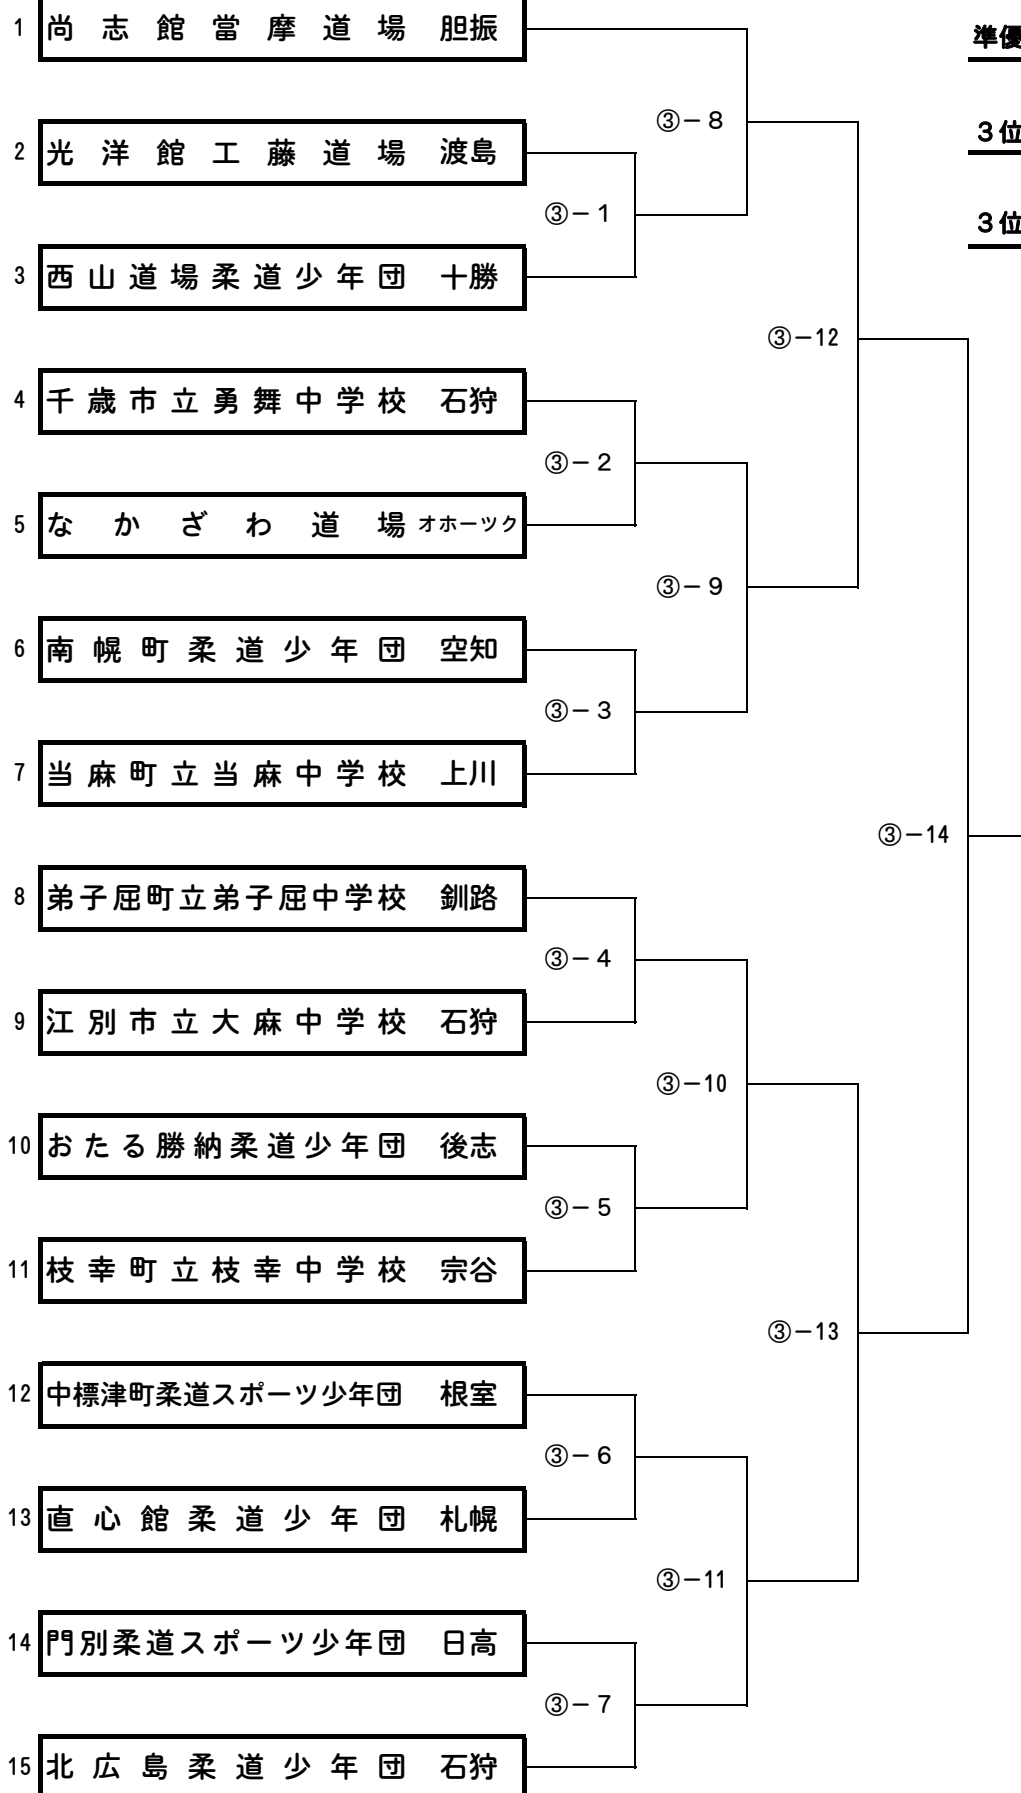 1 尚志館當摩道場 胆振
準優
③－8
2 光洋館工藤道場 渡島
3位
③－1
3位
3 西山道場柔道少年団 十勝
③－12
4 千歳市立勇舞中学校 石狩
③－2
5 なかざわ道場 オホーツク
③－9
6 南幌町柔道少年団 空知
③－3
7 当麻町立当麻中学校 上川
③－14
8 弟子屈町立弟子屈中学校 釧路
③－4
9 江別市立大麻中学校 石狩
③－10
10 おたる勝納柔道少年団 後志
③－5
11 枝幸町立枝幸中学校 宗谷
③－13
12 中標津町柔道スポーツ少年団 根室
③－6
13 直心館柔道少年団 札幌
③－11
14 門別柔道スポーツ少年団 日高
③－7
15 北広島柔道少年団 石狩